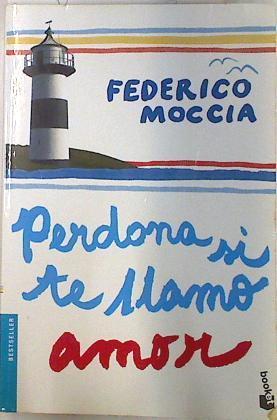 FEDERICO
MOCCIA
Perdona si
te llamo
amor
BESTSELLER
booket